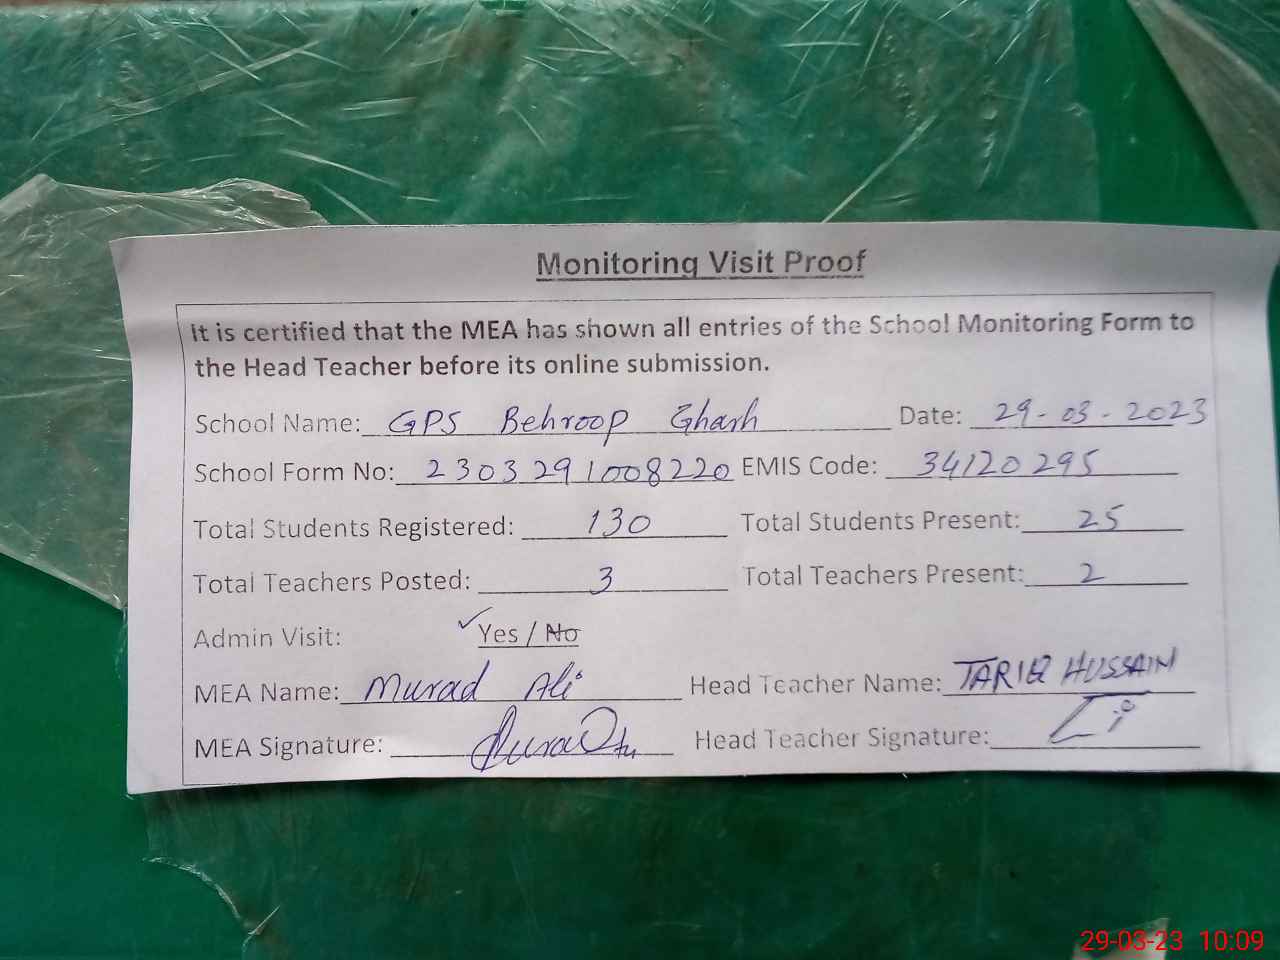 Monitoring Visit Proof
it is certified that the MEA has shown all entries of the School Monitoring Form to
the Head Teacher before its online submission.
School Name: GPS Behroop Gharh Date: 29-03-2023
School Form No: 2303291008220 EMIS Code: 34120295
Total Students Registered: 130 Total Students Present: 25
Total Teachers Posted: 3 Total Teachers Present: 2
Admin Visit: ✓Yes / No
MEA Name: Murad Ali Head Teacher Name: TARIQ HUSSAIN
MEA Signature: Head Teacher Signature:
29-03-23 10:09